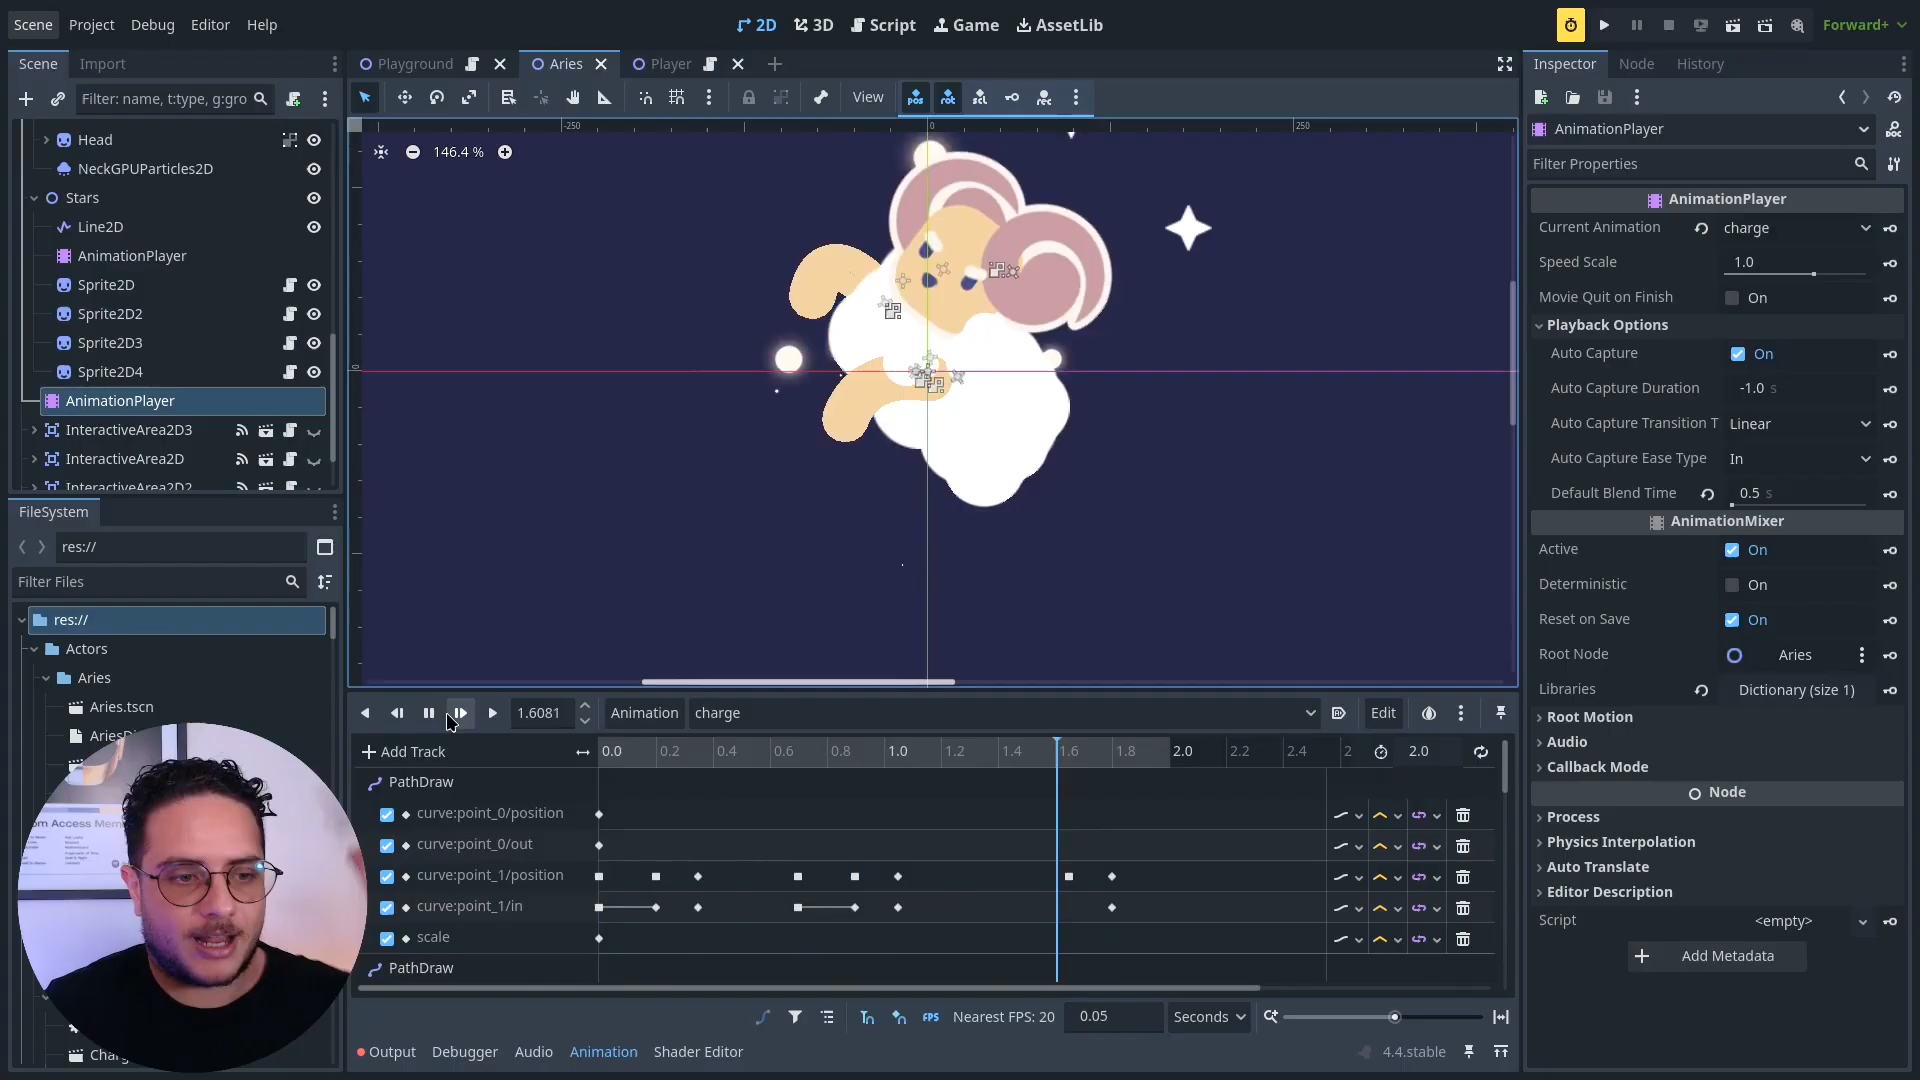 Scene Project Debug Editor Help
2D 3D Script Game AssetLib
Forward+
Scene Import
Playground Aries Player
Inspector Node History
Filter: name, t:type, g:gro
View
AnimationPlayer
Head
NeckGPUParticles2D
Stars
Line2D
AnimationPlayer
Sprite2D
Sprite2D2
Sprite2D3
Sprite2D4
AnimationPlayer
InteractiveArea2D3
InteractiveArea2D
InteractiveArea2D2
-250 0 250
146.4 %
0
Filter Properties
AnimationPlayer
Current Animation charge
Speed Scale 1.0
Movie Quit on Finish On
Playback Options
Auto Capture On
Auto Capture Duration -1.0 s
Auto Capture Transition T Linear
Auto Capture Ease Type In
Default Blend Time 0.5 s
AnimationMixer
Active On
Deterministic On
Reset on Save On
Root Node Aries
Libraries Dictionary (size 1)
Root Motion
Audio
Callback Mode
Node
Process
Physics Interpolation
Auto Translate
Editor Description
Script <empty>
Add Metadata
FileSystem
res://
Filter Files
res://
Actors
Aries
Aries.tscn
1.6081 Animation charge Edit
Add Track 0.0 0.2 0.4 0.6 0.8 1.0 1.2 1.4 1.6 1.8 2.0 2.2 2.4 2 2.0
PathDraw
curve:point_0/position
curve:point_0/out
curve:point_1/position
curve:point_1/in
scale
PathDraw
FPS Nearest FPS: 20 0.05 Seconds
Output Debugger Audio Animation Shader Editor 4.4.stable